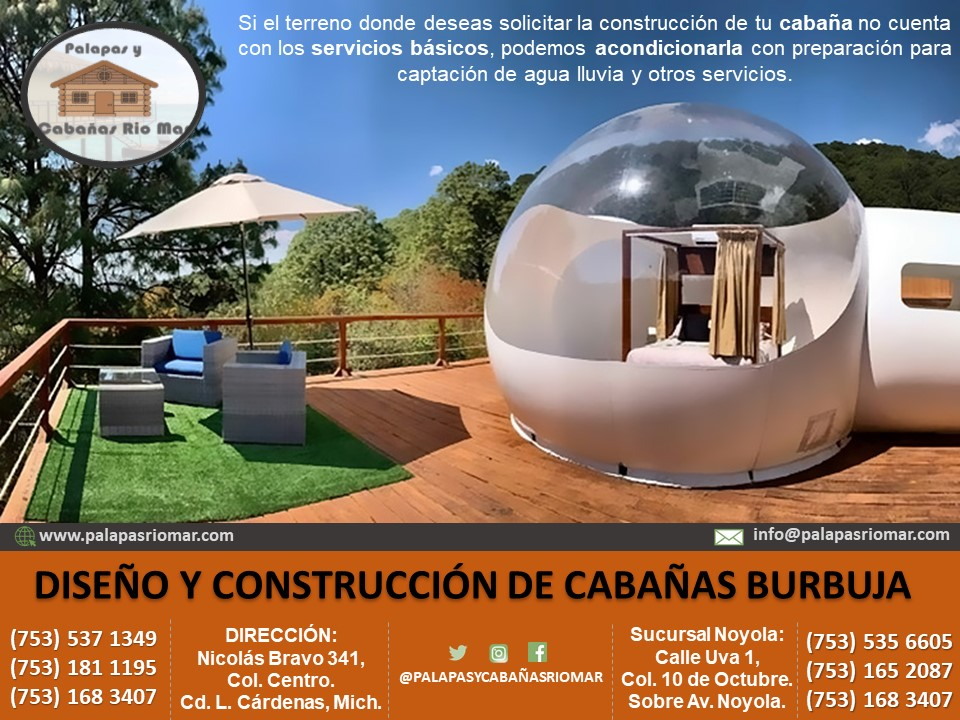 Palapas y
Cabañas Rio Mar
Si el terreno donde deseas solicitar la construcción de tu cabaña no cuenta
con los servicios básicos, podemos acondicionarla con preparación para
captación de agua lluvia y otros servicios.
www.palapasriomar.com
info@palapasriomar.com
DISEÑO Y CONSTRUCCIÓN DE CABAÑAS BURBUJA
(753) 537 1349
(753) 181 1195
(753) 168 3407
DIRECCIÓN:
Nicolás Bravo 341,
Col. Centro.
Cd. L. Cárdenas, Mich.
@PALAPASYCABAÑASRIOMAR
Sucursal Noyola:
Calle Uva 1,
Col. 10 de Octubre.
Sobre Av. Noyola.
(753) 535 6605
(753) 165 2087
(753) 168 3407